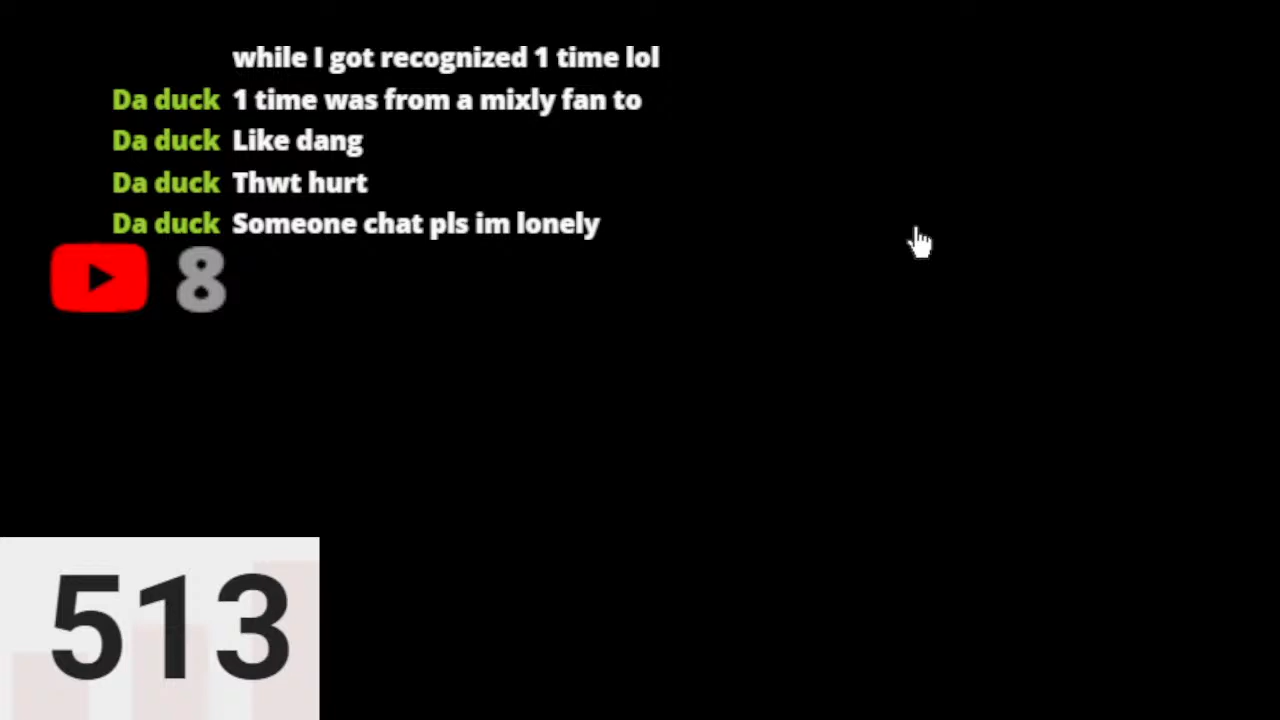 while I got recognized 1 time lol
Da duck 1 time was from a mixly fan to
Da duck Like dang
Da duck Thwt hurt
Da duck Someone chat pls im lonely
8
513